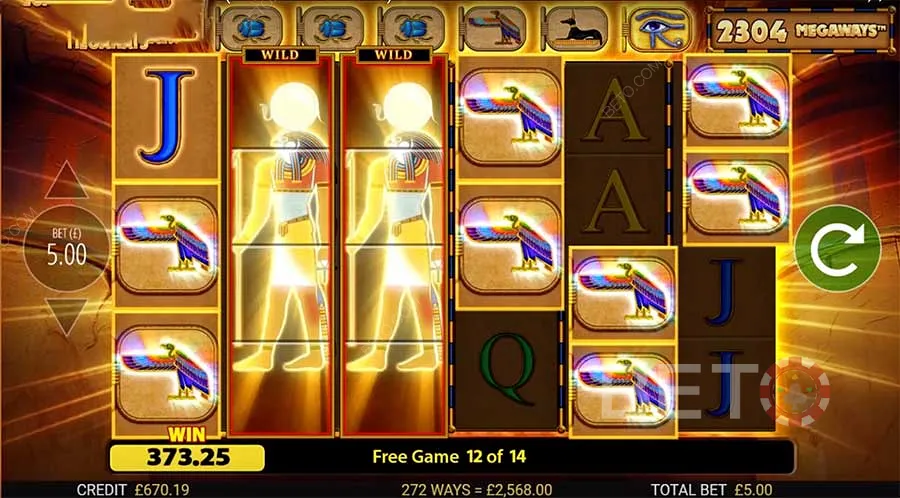 2304 MEGAWAYS™
WILD WILD
J
A
A
BET (£)
5.00
J
Q
J
BETO
WIN
373.25
Free Game 12 of 14
CREDIT £670.19
272 WAYS = £2,568.00
TOTAL BET £5.00